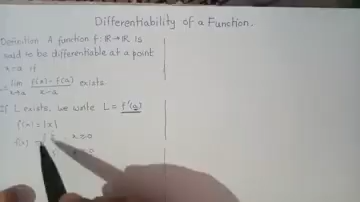 Differentiability of a Function.
Definition A function f: ℝ→ℝ is
said to be differentiable at a point
x=a if
= lim x→a f(x)-f(a) / x-a exists
If L exists, we write L = f'(a)
f(x) = |x|
f(x) =
x≥0